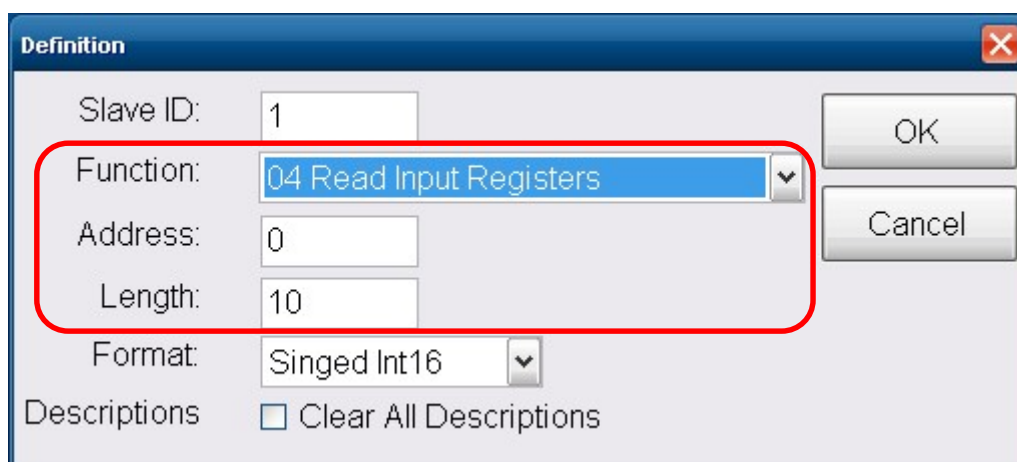 Definition
Slave ID: 1
OK
Function: 04 Read Input Registers
Address: 0
Cancel
Length: 10
Format: Singed Int16
Descriptions Clear All Descriptions